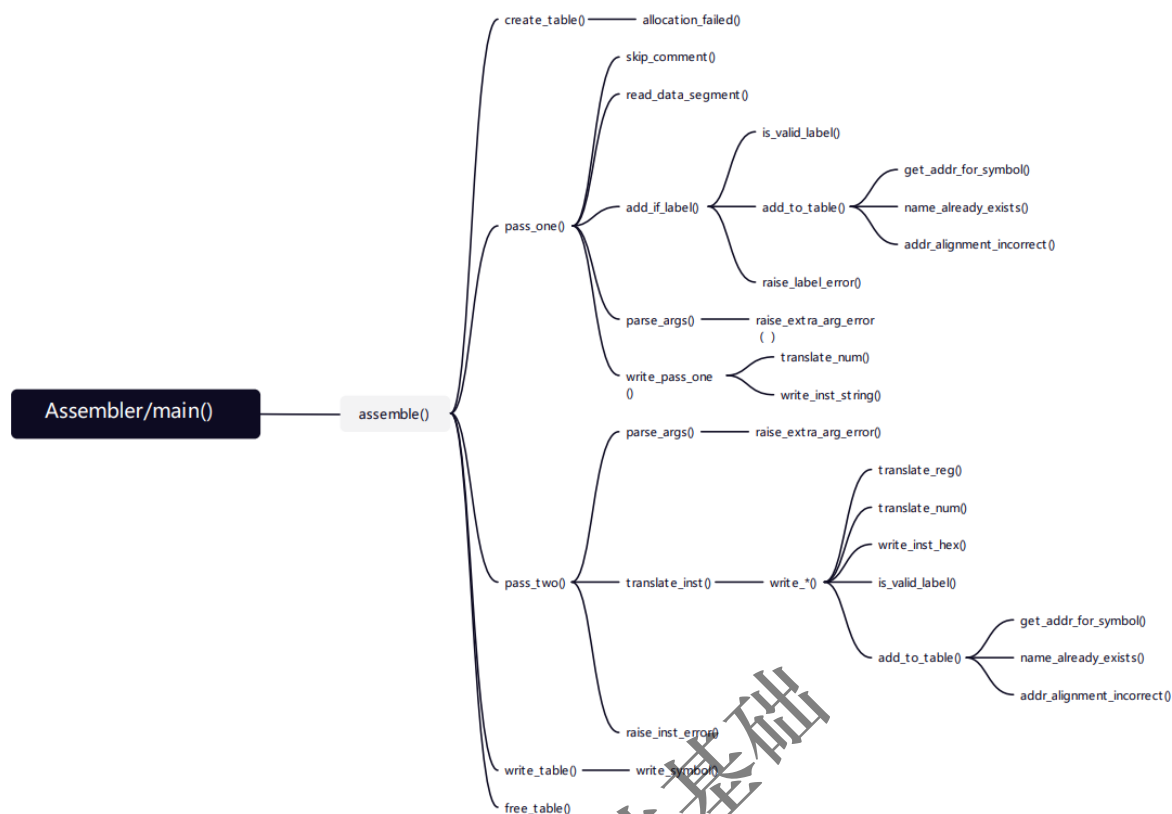 create_table()
allocation_failed()
skip_comment()
read_data_segment()
is_valid_label()
get_addr_for_symbol()
add_if_label()
add_to_table()
name_already_exists()
pass_one()
addr_alignment_incorrect()
raise_label_error()
parse_args()
raise_extra_arg_error
( )
translate_num()
write_pass_one
()
write_inst_string()
Assembler/main()
assemble()
parse_args()
raise_extra_arg_error()
translate_reg()
translate_num()
write_inst_hex()
pass_two()
translate_inst()
write_*()
is_valid_label()
get_addr_for_symbol()
add_to_table()
name_already_exists()
addr_alignment_incorrect()
raise_inst_error()
write_table()
write_symbol()
free_table()
基础